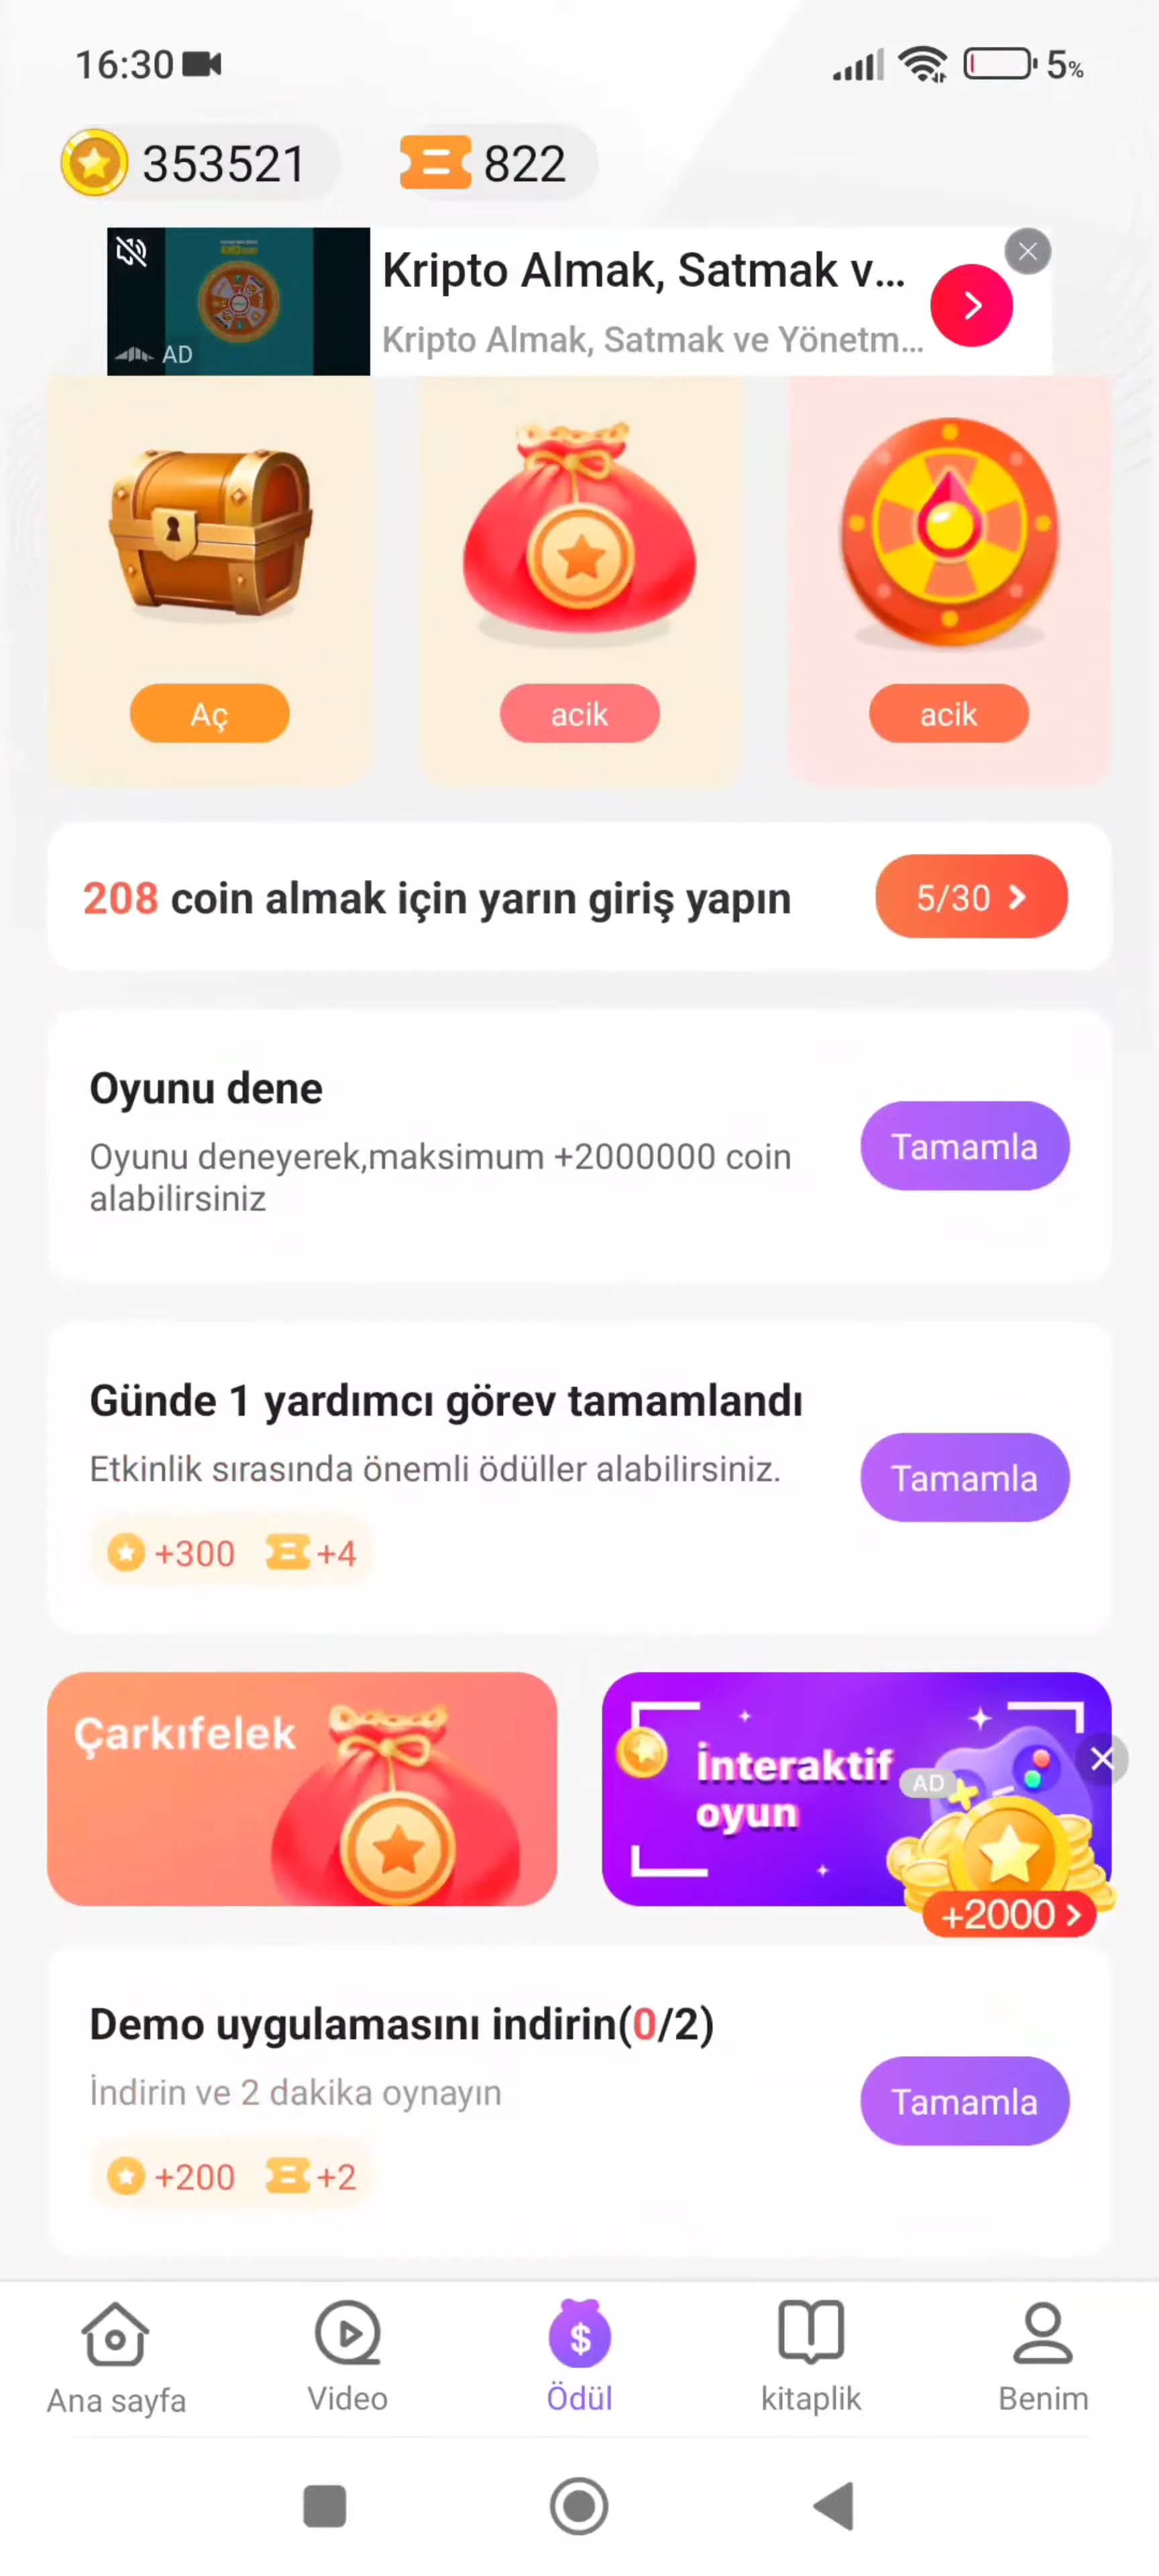 16:30
5%
353521
822
Kripto Almak, Satmak v...
Kripto Almak, Satmak ve Yönetm...
AD
Aç
acik
acik
208 coin almak için yarın giriş yapın
5/30
Oyunu dene
Oyunu deneyerek,maksimum +2000000 coin
alabilirsiniz
Tamamla
Günde 1 yardımcı görev tamamlandı
Etkinlik sırasında önemli ödüller alabilirsiniz.
+300 +4
Tamamla
Çarkıfelek
İnteraktif
oyun
AD
+2000
Demo uygulamasını indirin(0/2)
İndirin ve 2 dakika oynayın
+200 +2
Tamamla
Ana sayfa
Video
Ödül
kitaplik
Benim